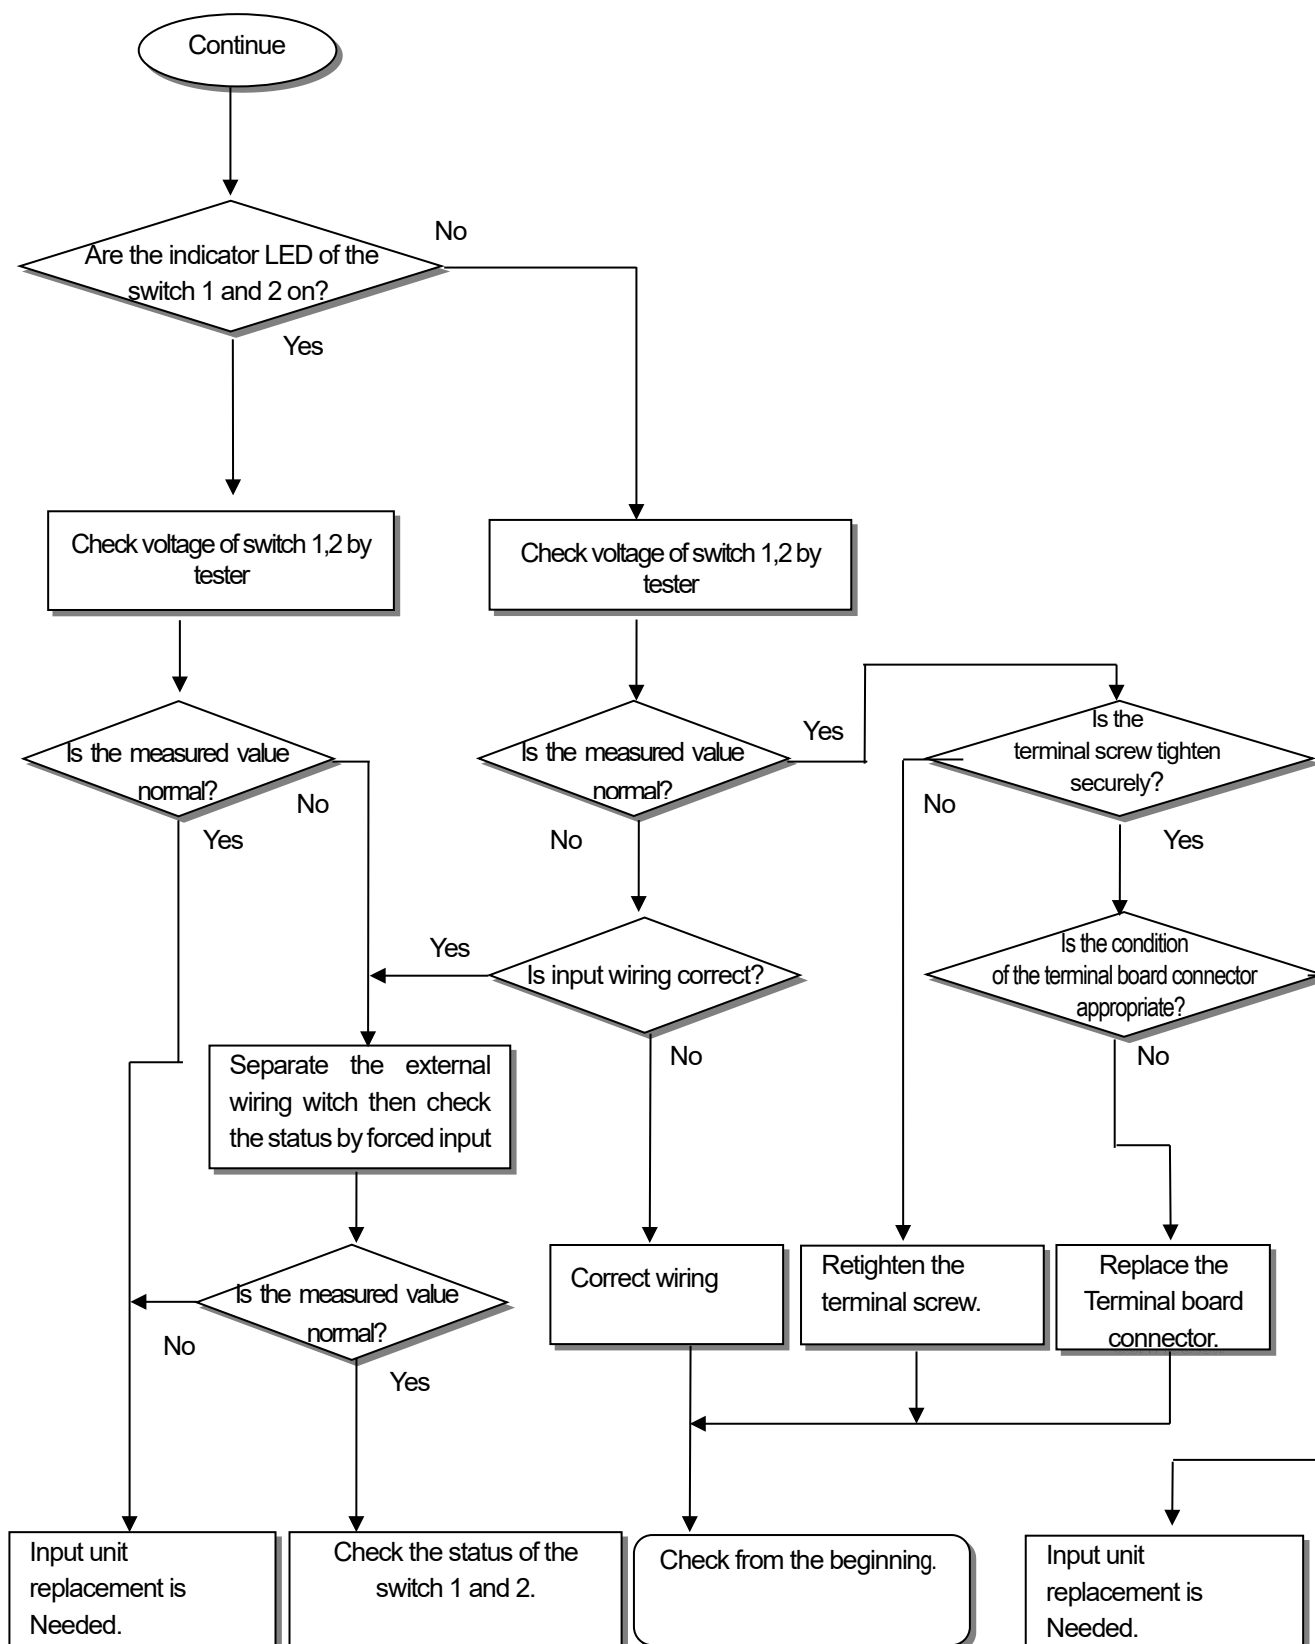 Continue
No
Are the indicator LED of the
switch 1 and 2 on?
Yes
Check voltage of switch 1,2 by
tester
Check voltage of switch 1,2 by
tester
Is the measured value
normal?
No
Yes
Is the measured value
normal?
Yes
No
Is the
terminal screw tighten
securely?
No
Yes
Yes
Is input wiring correct?
No
Is the condition
of the terminal board connector
appropriate?
No
Separate the external
wiring witch then check
the status by forced input
Is the measured value
normal?
No
Yes
Correct wiring
Retighten the
terminal screw.
Replace the
Terminal board
connector.
Input unit
replacement is
Needed.
Check the status of the
switch 1 and 2.
Check from the beginning.
Input unit
replacement is
Needed.